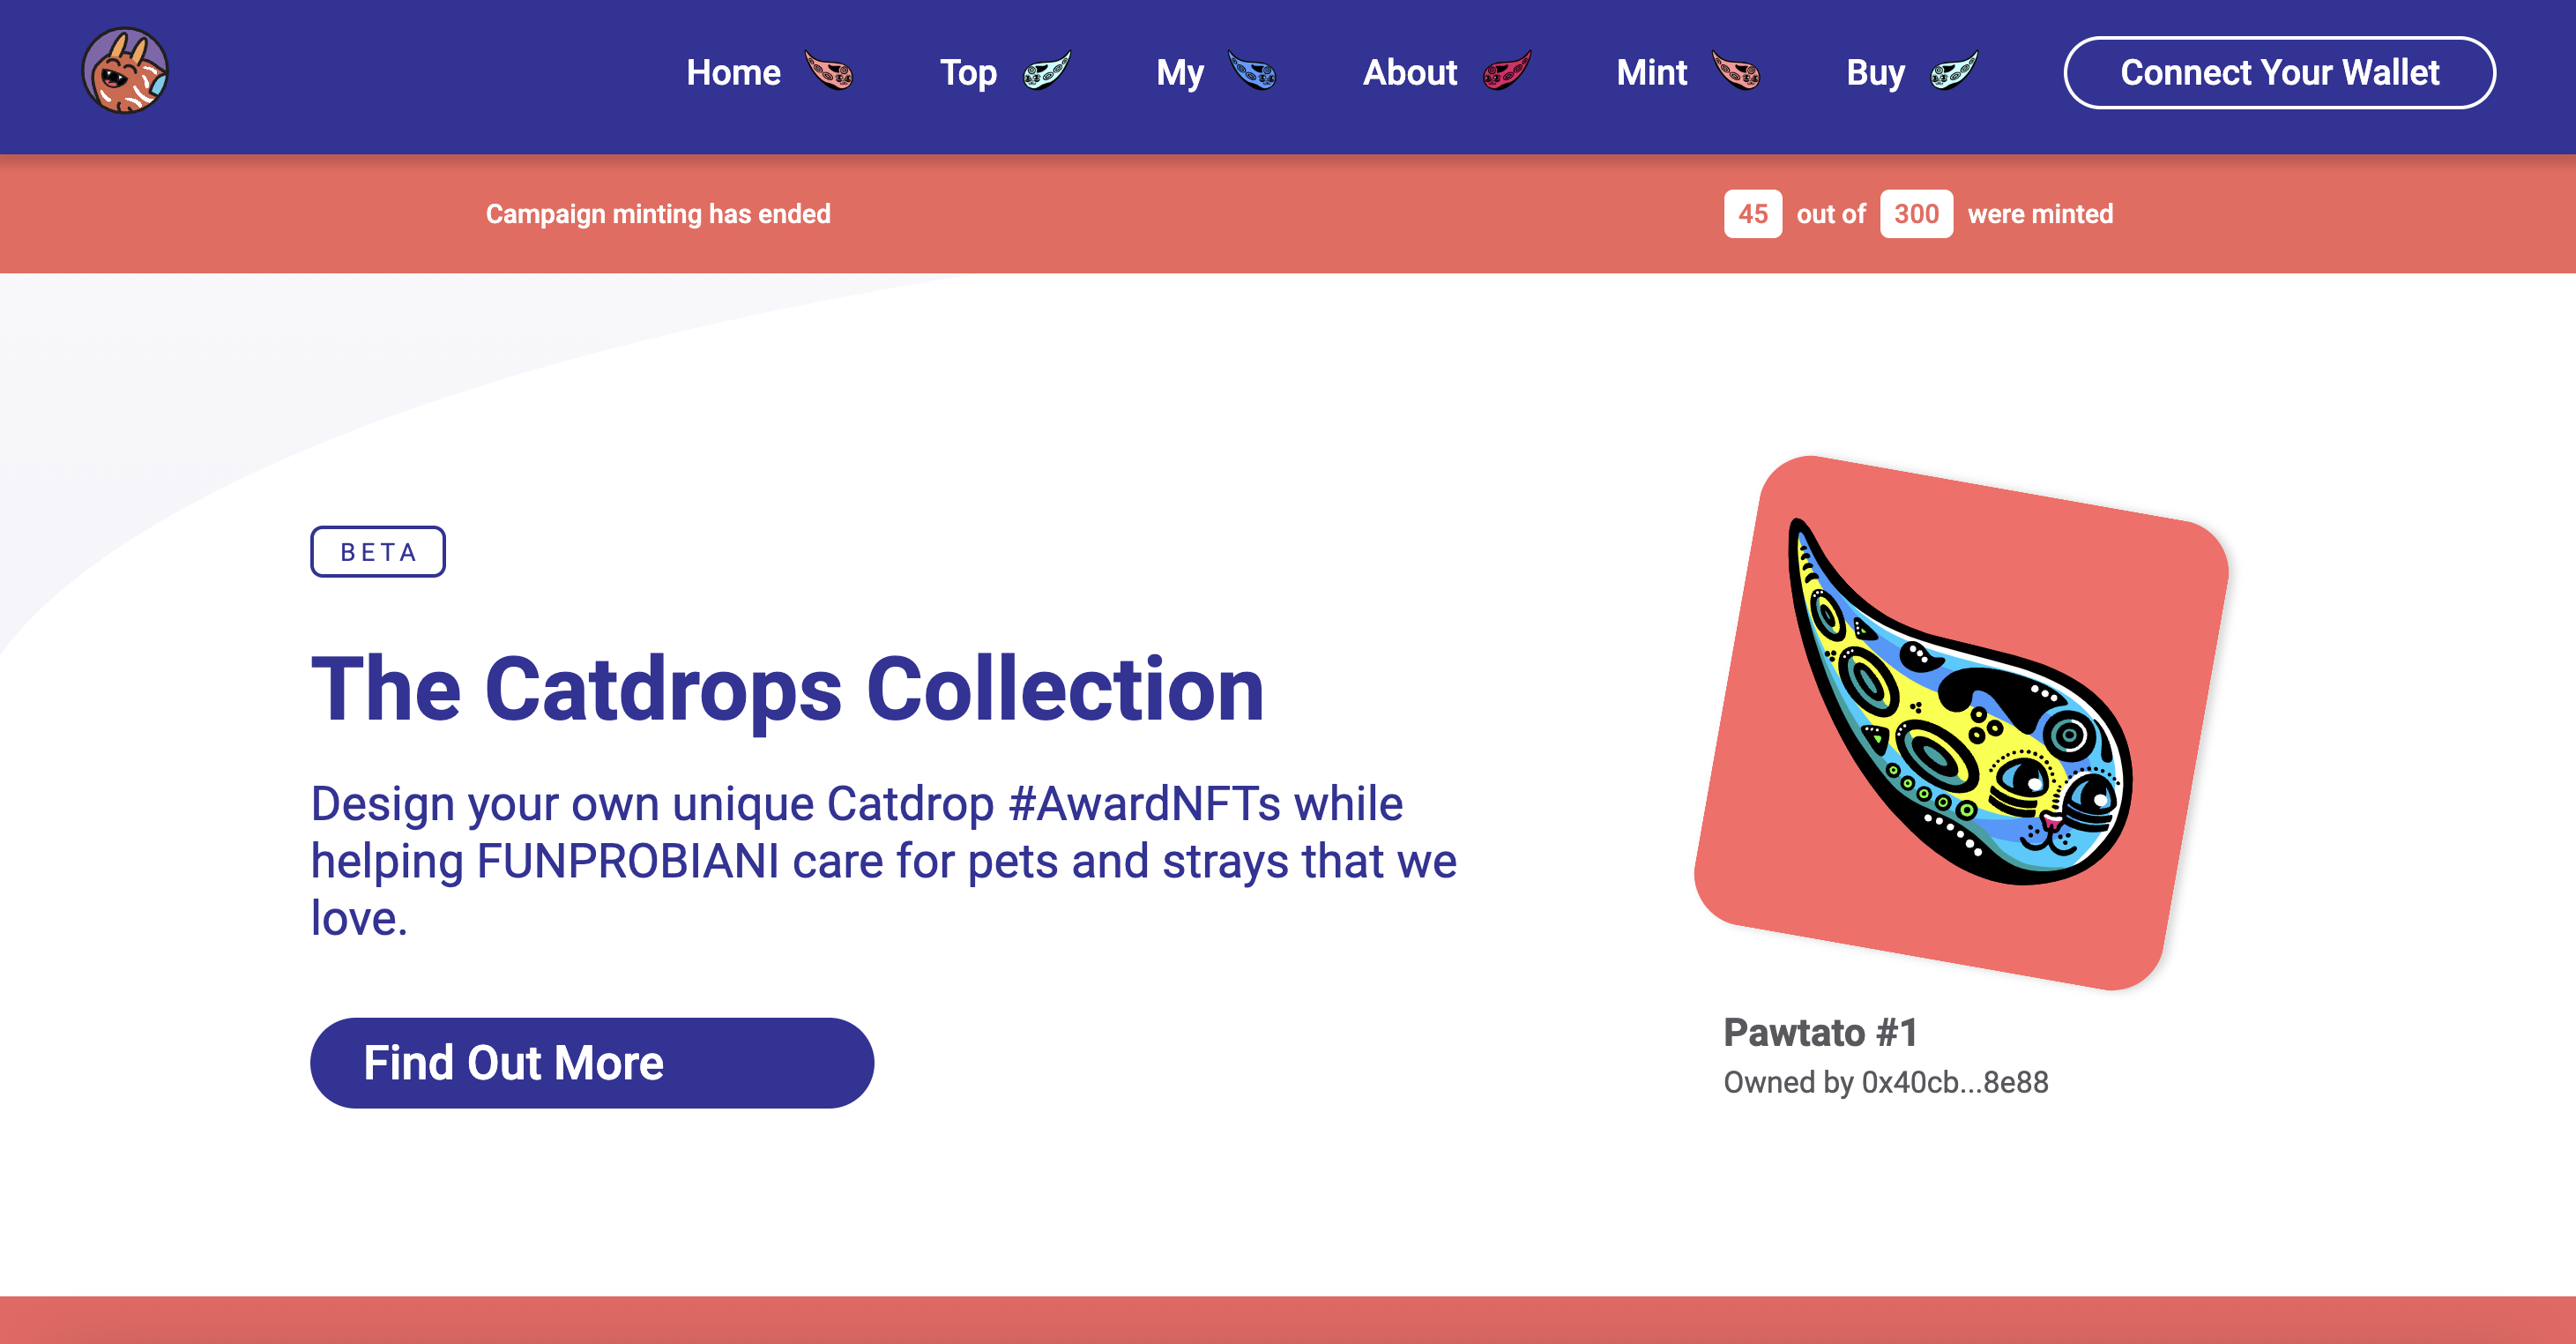 Home Top My About Mint Buy Connect Your Wallet
Campaign minting has ended 45 out of 300 were minted
BETA
The Catdrops Collection
Design your own unique Catdrop #AwardNFTs while
helping FUNPROBIANI care for pets and strays that we
love.
Find Out More
Pawtato #1
Owned by 0x40cb...8e88